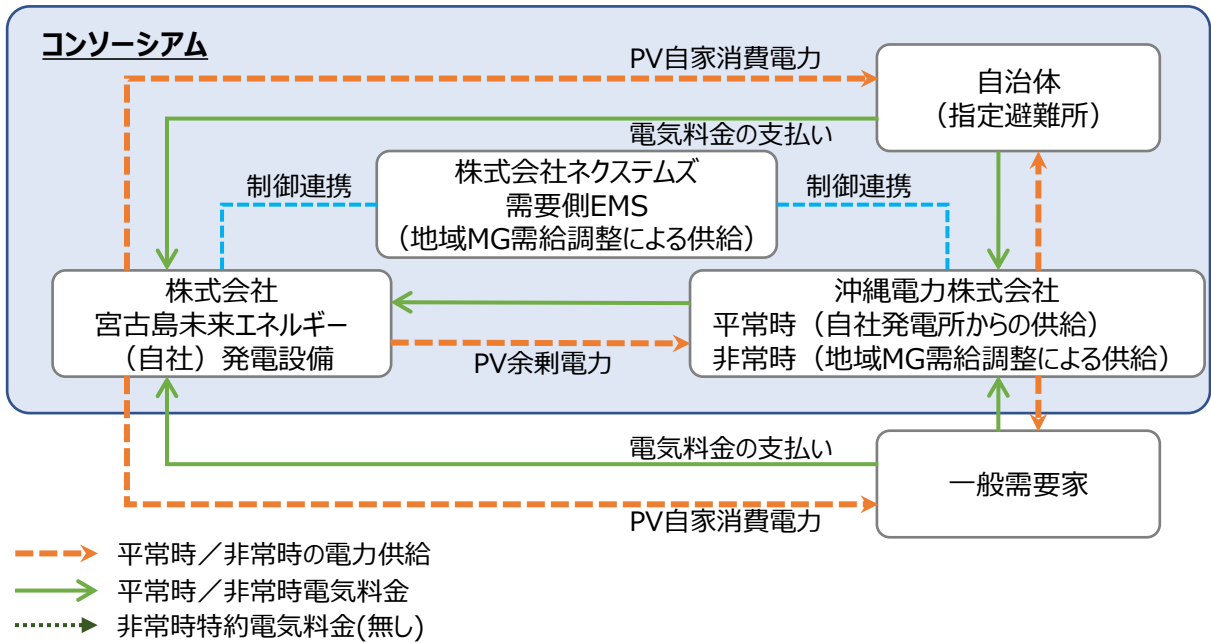 コンソーシアム
PV自家消費電力
自治体
（指定避難所）
電気料金の支払い
制御連携
株式会社ネクステムズ
需要側EMS
（地域MG需給調整による供給）
制御連携
株式会社
宮古島未来エネルギー
（自社）発電設備
PV余剰電力
沖縄電力株式会社
平常時（自社発電所からの供給）
非常時（地域MG需給調整による供給）
電気料金の支払い
一般需要家
PV自家消費電力
平常時／非常時の電力供給
平常時／非常時電気料金
非常時特約電気料金(無し)